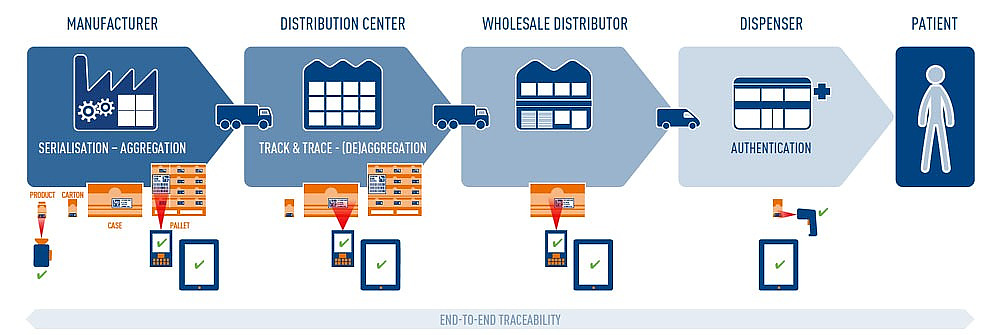 MANUFACTURER
DISTRIBUTION CENTER
WHOLESALE DISTRIBUTOR
DISPENSER
PATIENT
SERIALISATION – AGGREGATION
TRACK & TRACE - (DE)AGGREGATION
AUTHENTICATION
PRODUCT
CARTON
CASE
PALLET
END-TO-END TRACEABILITY